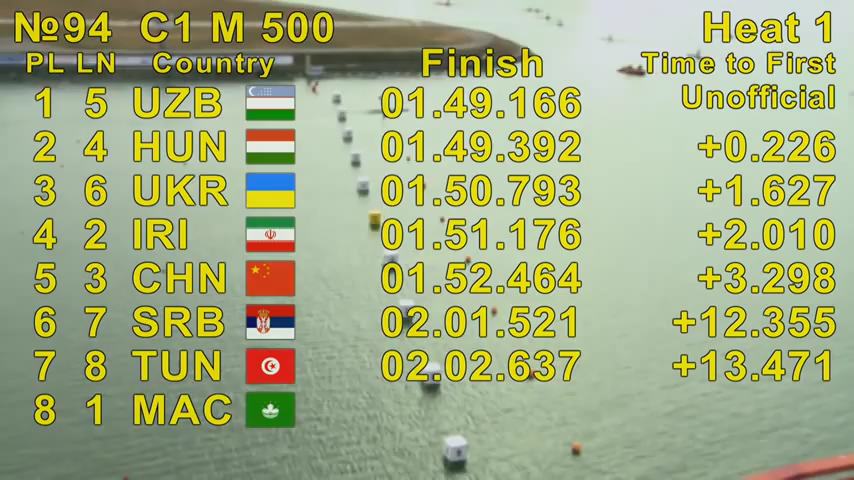 №94 C1 M 500 Heat 1
PL LN Country Finish Time to First
1 5 UZB 01.49.166 Unofficial
2 4 HUN 01.49.392 +0.226
3 6 UKR 01.50.793 +1.627
4 2 IRI 01.51.176 +2.010
5 3 CHN 01.52.464 +3.298
6 7 SRB 02.01.521 +12.355
7 8 TUN 02.02.637 +13.471
8 1 MAC